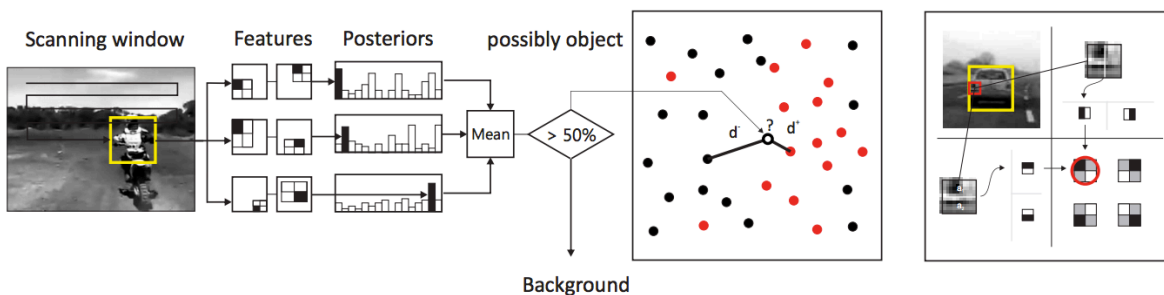 Scanning window
Features
Posteriors
possibly object
Mean
> 50%
Background
?
d-
d+
a